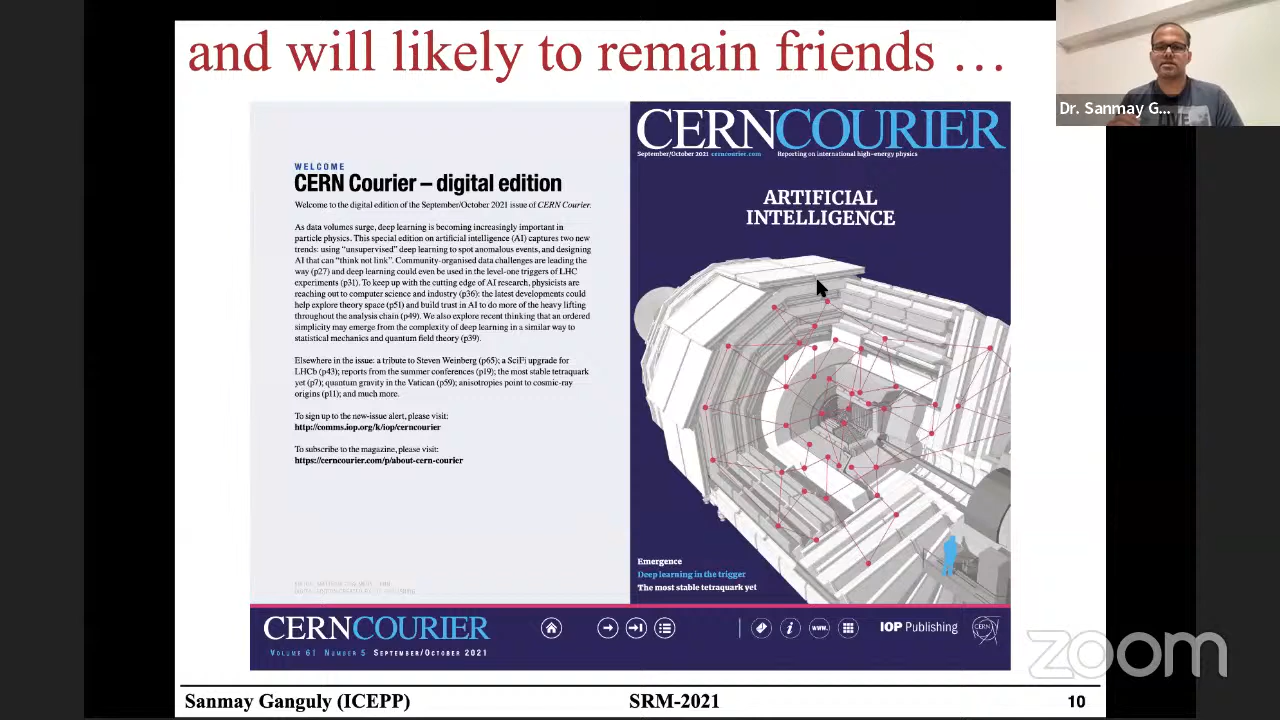 and will likely to remain friends …
Dr. Sanmay G...
WELCOME
CERN Courier – digital edition
Welcome to the digital edition of the September/October 2021 issue of CERN Courier.
As data volumes surge, deep learning is becoming increasingly important in
particle physics. This special edition on artificial intelligence (AI) captures two new
trends: using “unsupervised” deep learning to spot anomalous events, and designing
AI that can “think not link”. Community-organised data challenges are leading the
way (p27) and deep learning could even be used in the level-one triggers of LHC
experiments (p31). To keep up with the cutting edge of AI research, physicists are
reaching out to computer science and industry (p36): the latest developments could
help explore theory space (p51) and build trust in AI to do more of the heavy lifting
throughout the analysis chain (p49). We also explore recent thinking that an ordered
simplicity may emerge from the complexity of deep learning in a similar way to
statistical mechanics and quantum field theory (p39).
Elsewhere in the issue: a tribute to Steven Weinberg (p65); a SciFi upgrade for
LHCb (p43); reports from the summer conferences (p19); the most stable tetraquark
yet (p7); quantum gravity in the Vatican (p59); anisotropies point to cosmic-ray
origins (p11); and much more.
To sign up to the new-issue alert, please visit:
http://comms.iop.org/k/iop/cerncourier
To subscribe to the magazine, please visit:
https://cerncourier.com/p/about-cern-courier
CERNCOURIER
September/October 2021 cerncourier.com Reporting on international high-energy physics
ARTIFICIAL
INTELLIGENCE
Emergence
Deep learning in the trigger
The most stable tetraquark yet
CERNCOURIER
VOLUME 61 NUMBER 5 SEPTEMBER/OCTOBER 2021
WWW.
IOP Publishing
CERN
zoom
Sanmay Ganguly (ICEPP) SRM-2021 10